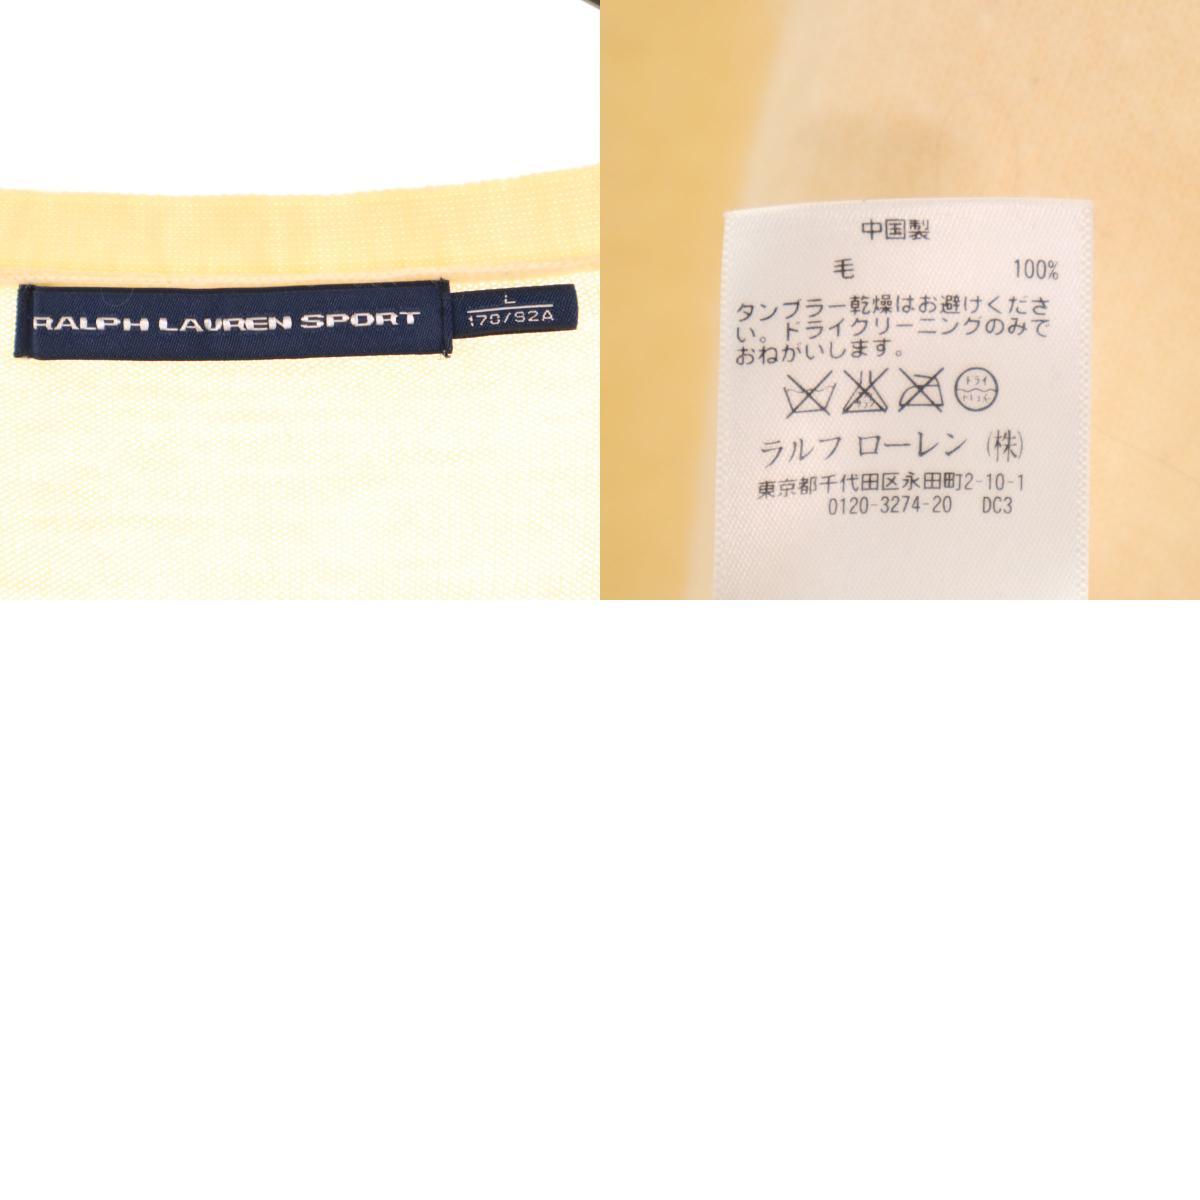 RALPH LAUREN SPORT
L
170/92A
中国製
毛 100%
タンブラー乾燥はお避けくださ
い。ドライクリーニングのみで
おねがいします。
ドライ
ラルフ ローレン (株)
東京都千代田区永田町2-10-1
0120-3274-20 DC3